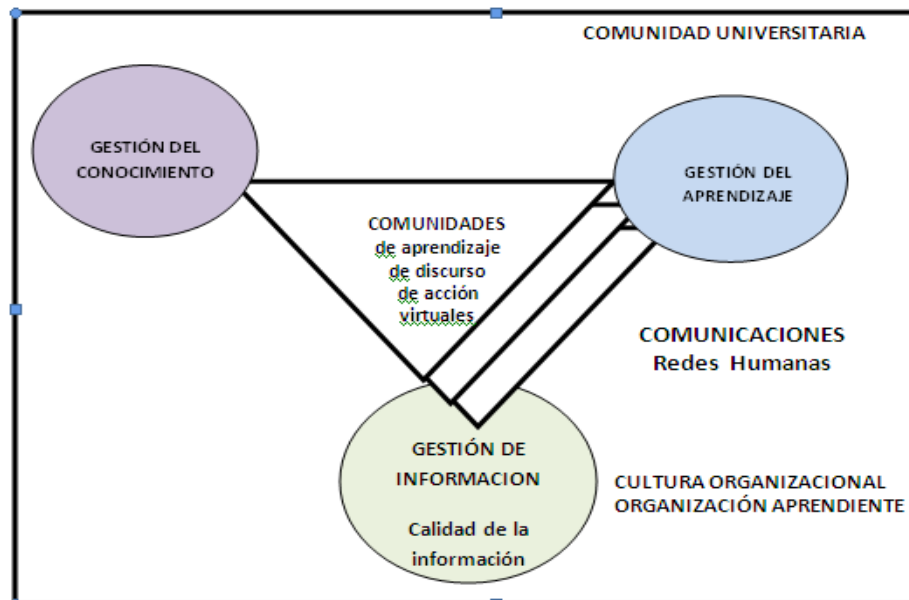 COMUNIDAD UNIVERSITARIA
GESTIÓN DEL
CONOCIMIENTO
GESTIÓN DEL
APRENDIZAJE
COMUNIDADES
de aprendizaje
de discurso
de acción
virtuales
COMUNICACIONES
Redes Humanas
GESTIÓN DE
INFORMACION
Calidad de la
información
CULTURA ORGANIZACIONAL
ORGANIZACIÓN APRENDIENTE